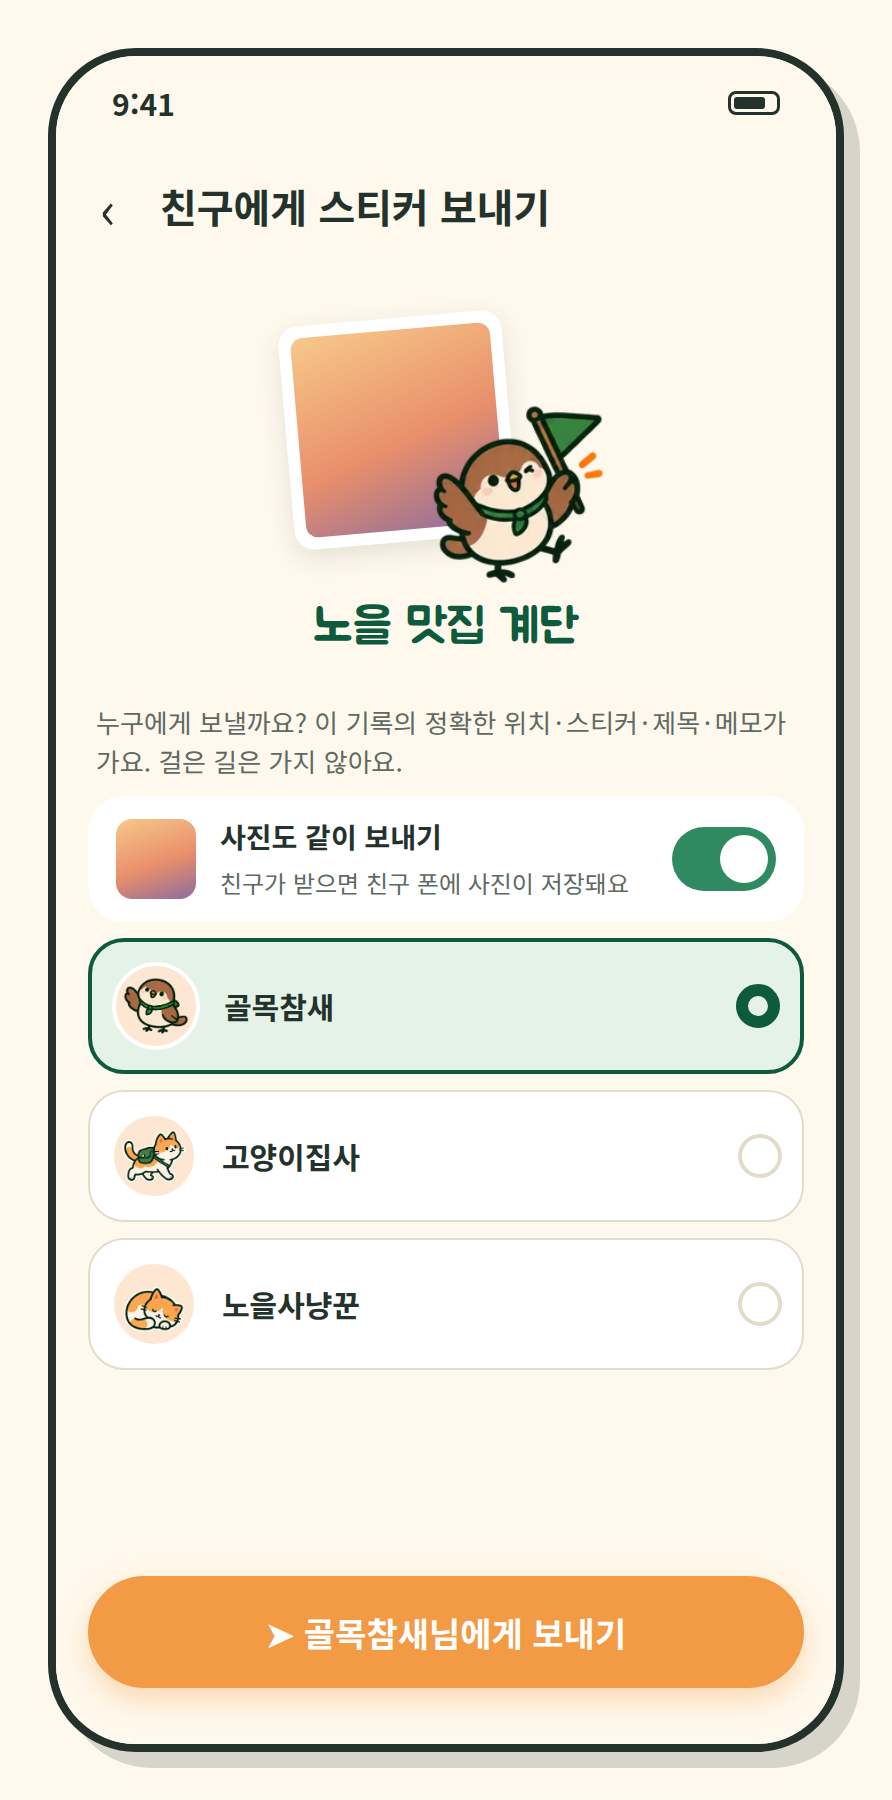 9:41
‹ 친구에게 스티커 보내기
노을 맛집 계단
누구에게 보낼까요? 이 기록의 정확한 위치·스티커·제목·메모가
가요. 걸은 길은 가지 않아요.
사진도 같이 보내기
친구가 받으면 친구 폰에 사진이 저장돼요
골목참새
고양이집사
노을사냥꾼
➤ 골목참새님에게 보내기